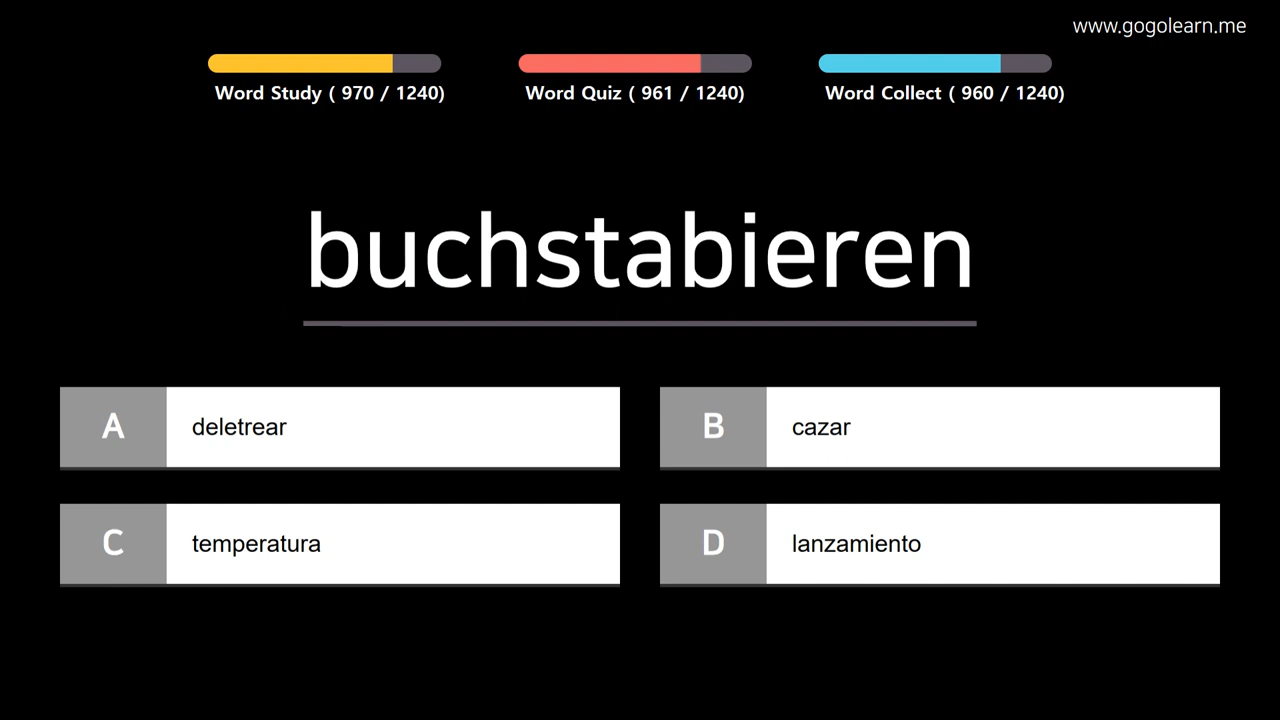 www.gogolearn.me
Word Study ( 970 / 1240)
Word Quiz ( 961 / 1240)
Word Collect ( 960 / 1240)
buchstabieren
A deletrear
B cazar
C temperatura
D lanzamiento